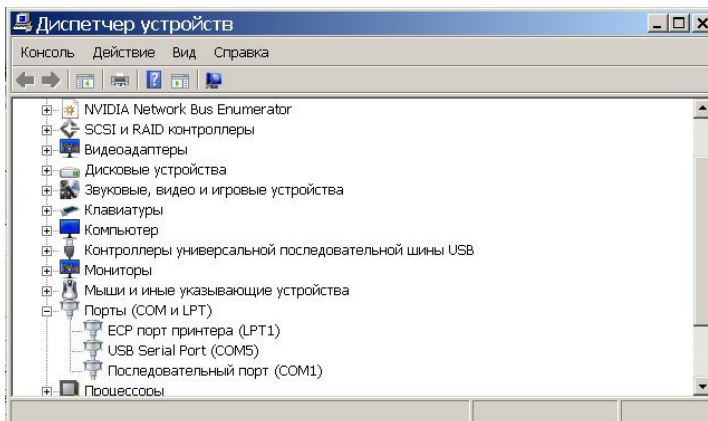 Диспетчер устройств
Консоль Действие Вид Справка
NVIDIA Network Bus Enumerator
SCSI и RAID контроллеры
Видеоадаптеры
Дисковые устройства
Звуковые, видео и игровые устройства
Клавиатуры
Компьютер
Контроллеры универсальной последовательной шины USB
Мониторы
Мыши и иные указывающие устройства
Порты (COM и LPT)
ECP порт принтера (LPT1)
USB Serial Port (COM5)
Последовательный порт (COM1)
Процессоры